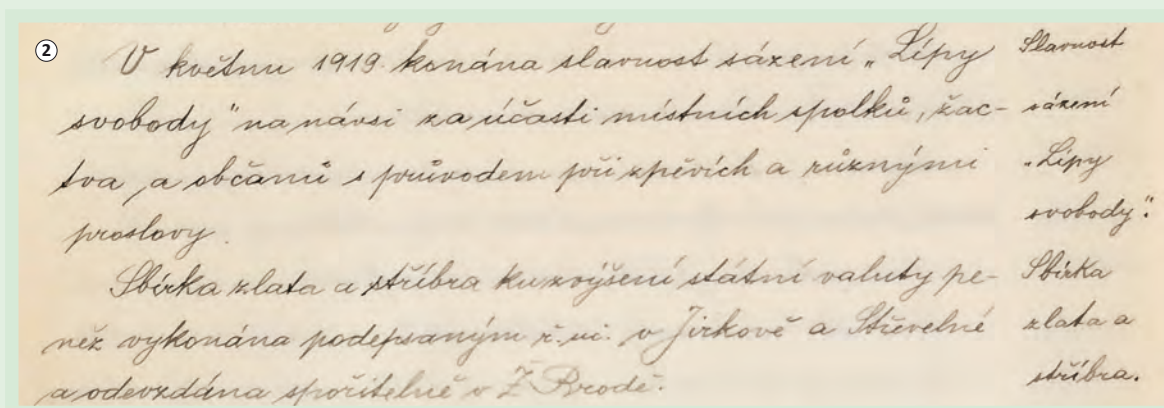 2
V květnu 1919. konána slavnost sázení „Lípy
svobody" na návsi za účasti místních spolků, žac-
tva, a občanů s průvodem při zpěvích a různými
proslovy.
Sbírka zlata a stříbra ku zvýšení státní valuty pe-
něz vykonána podepsaným ř. uč. v Jirkově a Střevelné
a odevzdána spořitelně v Ž. Brodě.
Slavnost
sázení
„Lípy
svobody".
Sbírka
zlata a
stříbra.